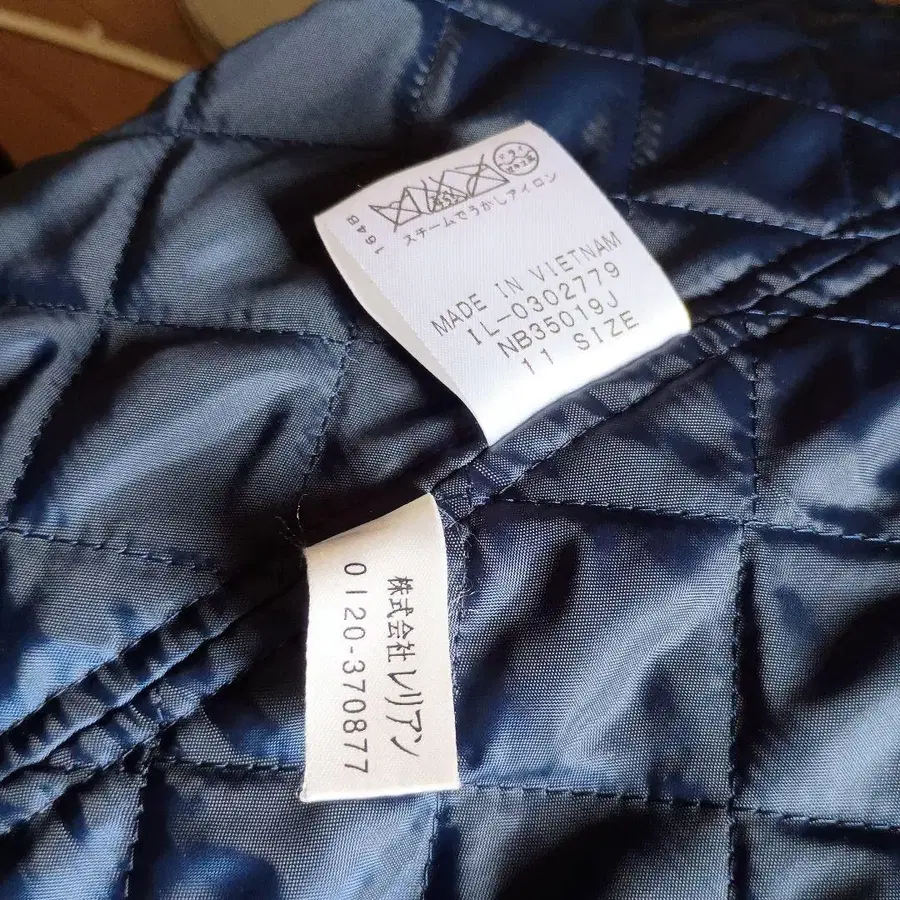 スチームでうかしアイロン
1648
MADE IN VIETNAM
IL-0302779
NB35019J
11 SIZE
株式会社レリアン
0120-370877